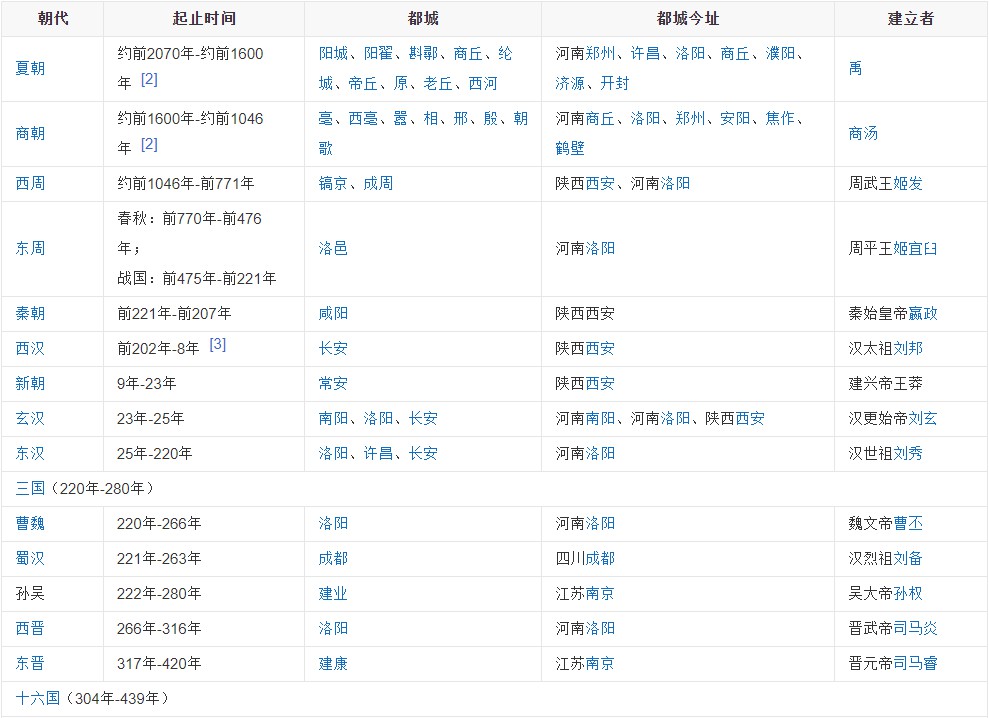 朝代 起止时间 都城 都城今址 建立者
夏朝 约前2070年-约前1600年 [2] 阳城、阳翟、斟鄩、商丘、纶城、帝丘、原、老丘、西河 河南郑州、许昌、洛阳、商丘、濮阳、济源、开封 禹
商朝 约前1600年-约前1046年 [2] 亳、西亳、嚣、相、邢、殷、朝歌 河南商丘、洛阳、郑州、安阳、焦作、鹤壁 商汤
西周 约前1046年-前771年 镐京、成周 陕西西安、河南洛阳 周武王姬发
东周 春秋：前770年-前476年；战国：前475年-前221年 洛邑 河南洛阳 周平王姬宜臼
秦朝 前221年-前207年 咸阳 陕西西安 秦始皇帝嬴政
西汉 前202年-8年 [3] 长安 陕西西安 汉太祖刘邦
新朝 9年-23年 常安 陕西西安 建兴帝王莽
玄汉 23年-25年 南阳、洛阳、长安 河南南阳、河南洛阳、陕西西安 汉更始帝刘玄
东汉 25年-220年 洛阳、许昌、长安 河南洛阳 汉世祖刘秀
三国（220年-280年）
曹魏 220年-266年 洛阳 河南洛阳 魏文帝曹丕
蜀汉 221年-263年 成都 四川成都 汉烈祖刘备
孙吴 222年-280年 建业 江苏南京 吴大帝孙权
西晋 266年-316年 洛阳 河南洛阳 晋武帝司马炎
东晋 317年-420年 建康 江苏南京 晋元帝司马睿
十六国（304年-439年）